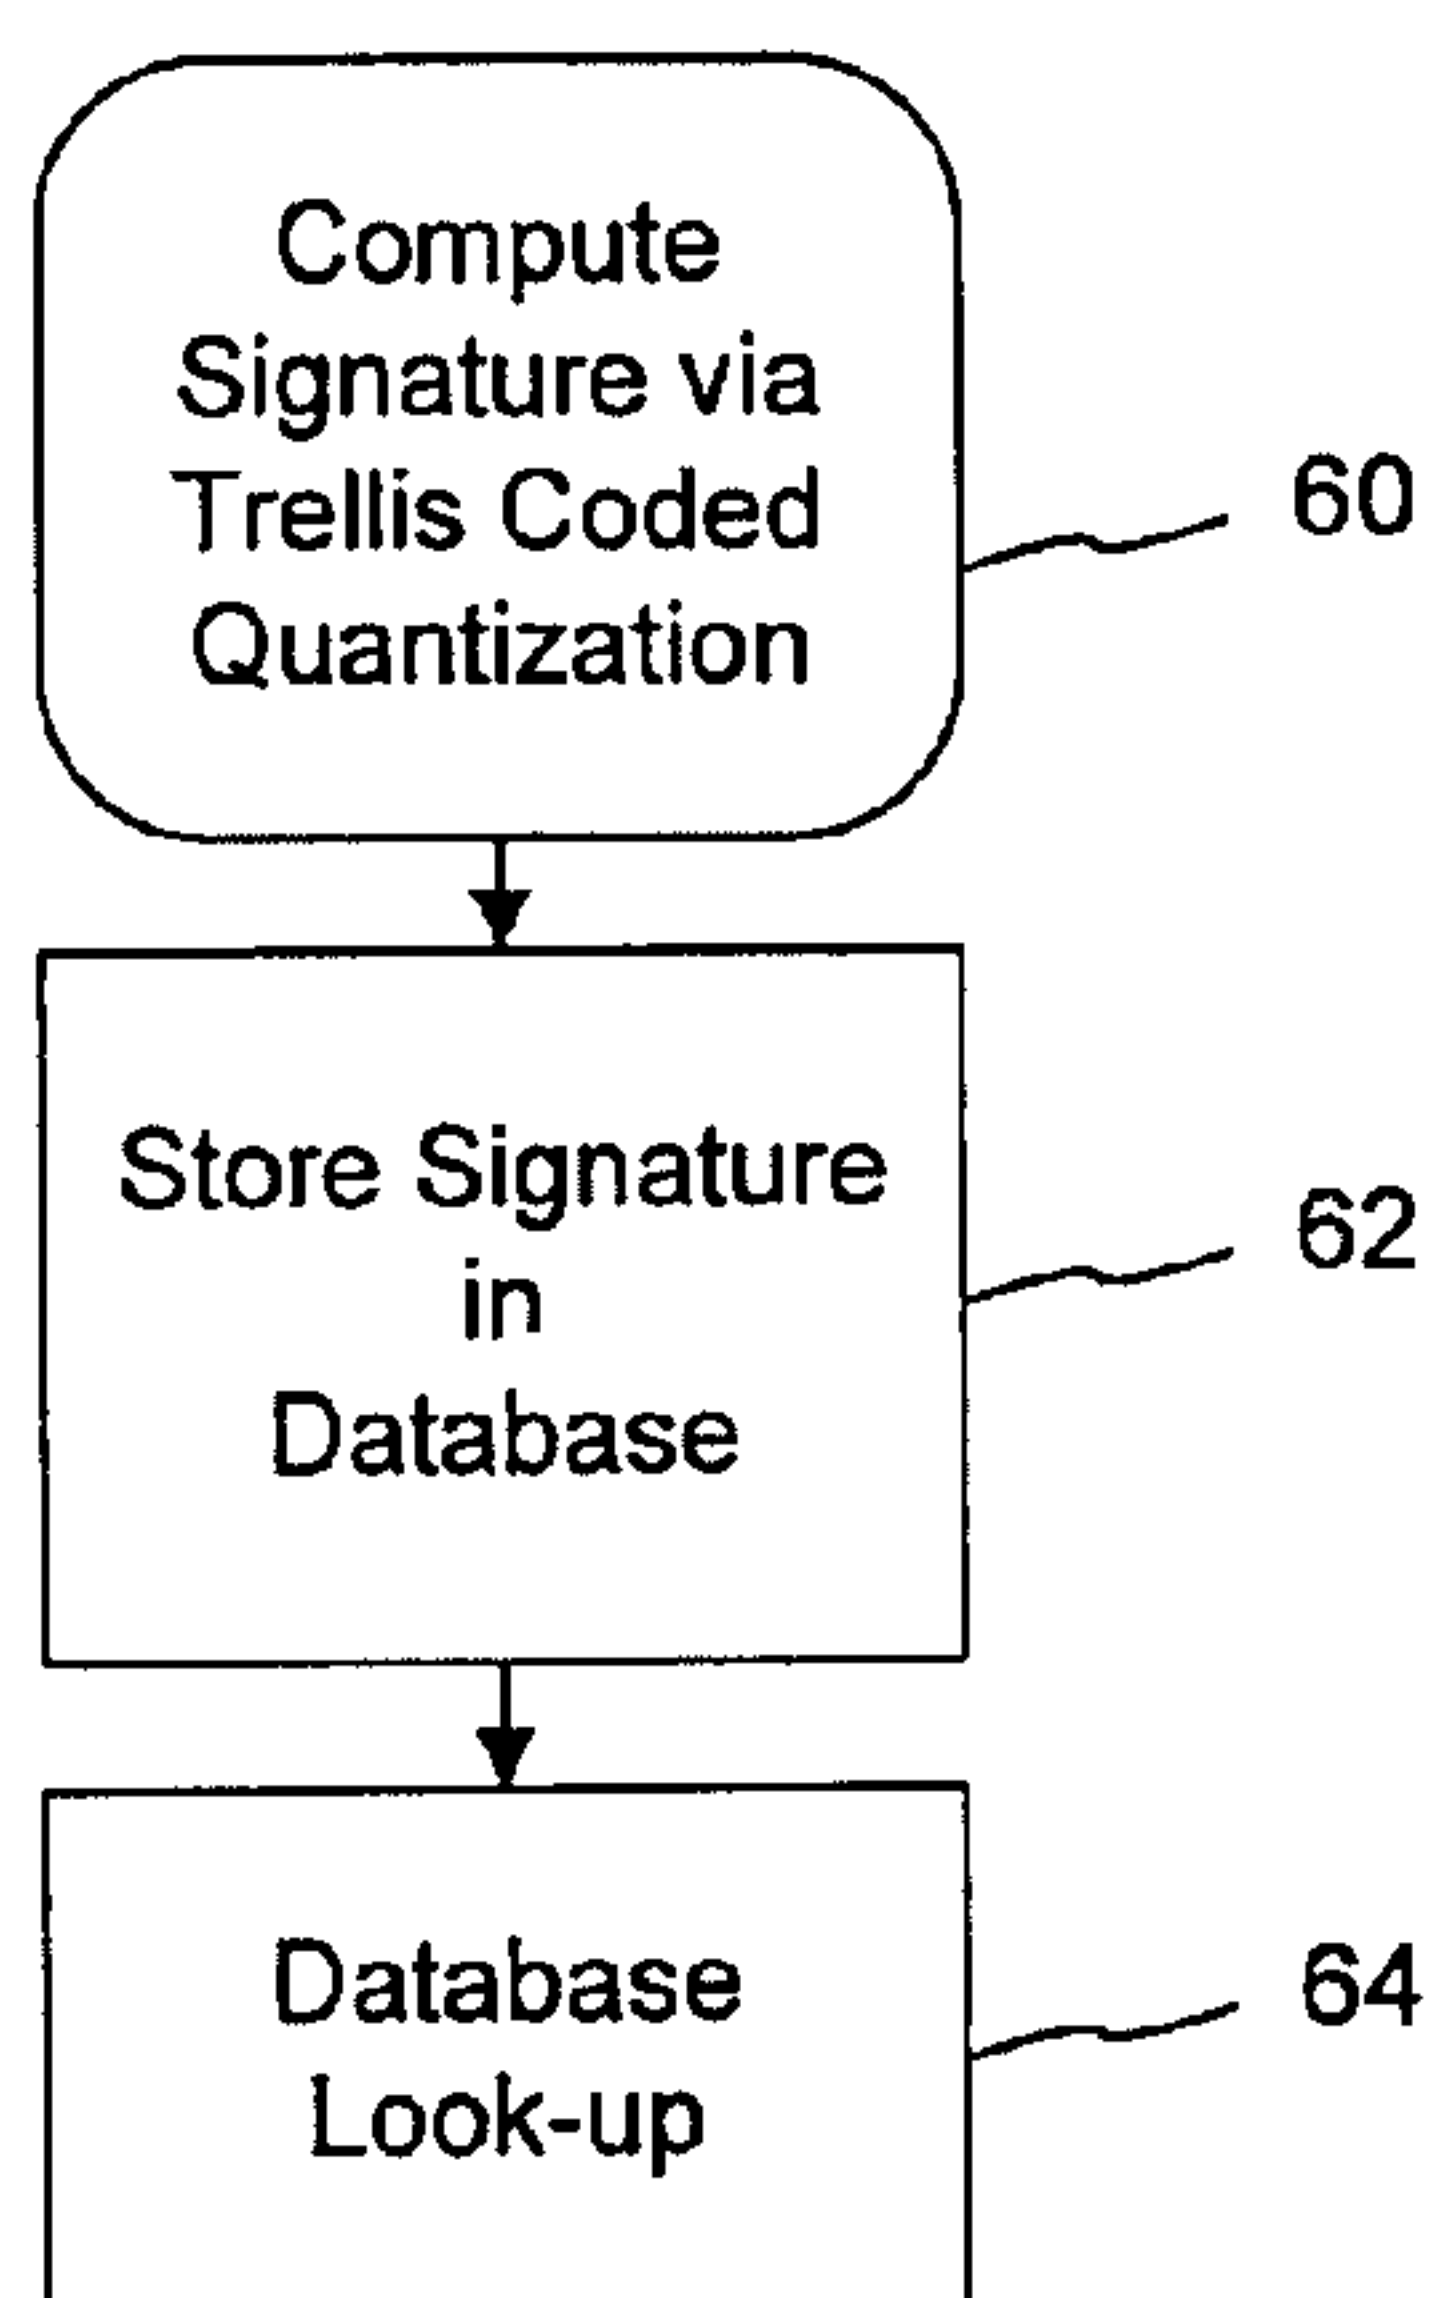 Compute
Signature via
Trellis Coded
Quantization
60
Store Signature
in
Database
62
Database
Look-up
64